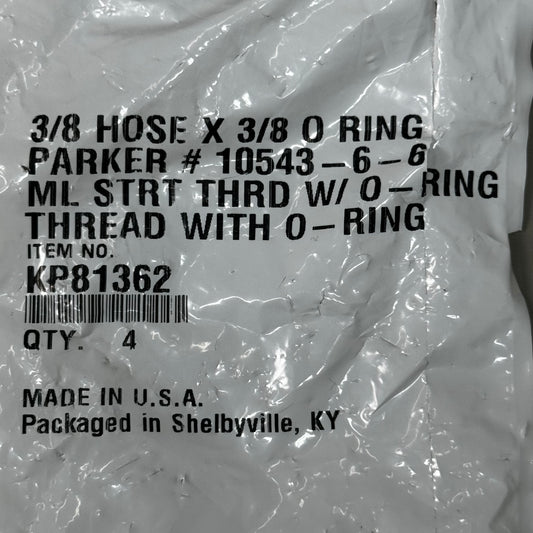 3/8 HOSE X 3/8 O RING
PARKER # 10543-6-6
ML STRT THRD W/ O-RING
THREAD WITH O-RING
ITEM NO.
KP81362
QTY. 4
MADE IN U.S.A.
Packaged in Shelbyville, KY